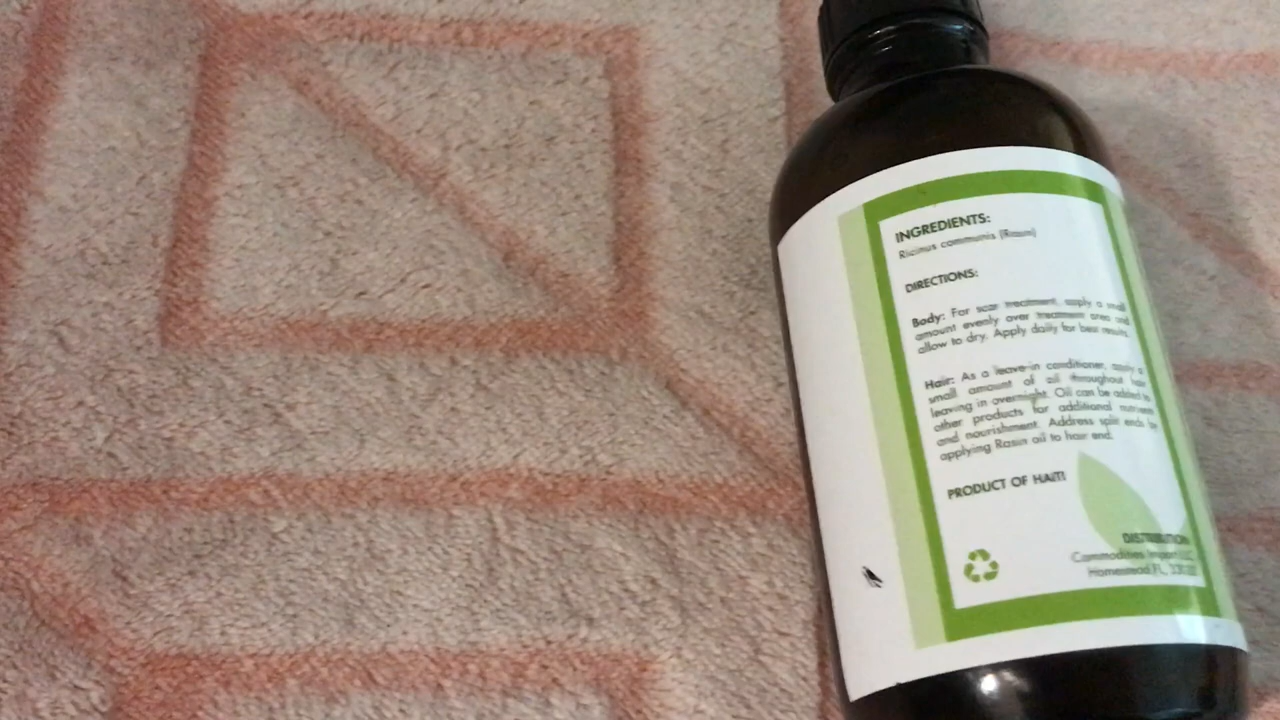 INGREDIENTS:
Ricinus communis (Rasin)
DIRECTIONS:
Body: For scar treatment, apply a small
amount evenly over treatment area and
allow to dry. Apply daily for best results.
Hair: As a leave-in conditioner, apply a
small amount of oil throughout hair
leaving in overnight. Oil can be added to
other products for additional nutrients
and nourishment. Address split ends by
applying Rasin oil to hair end.
PRODUCT OF HAITI
Commodities Import
Homestead FL,